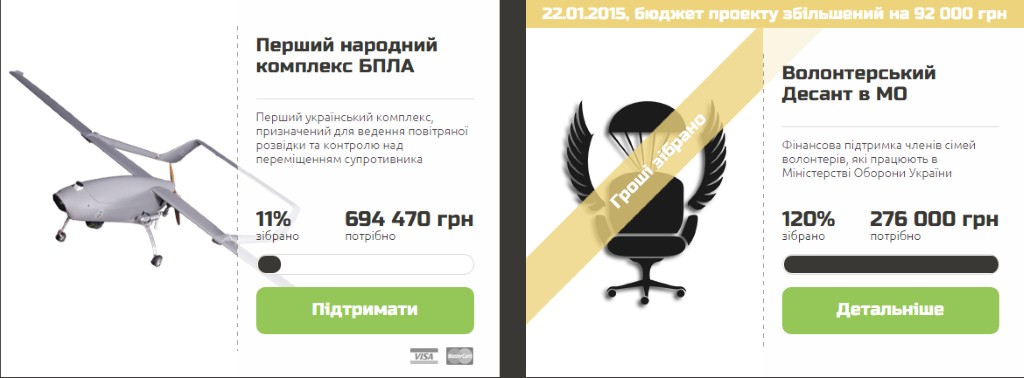 Перший народний
комплекс БПЛА
Перший український комплекс,
призначений для ведення повітряної
розвідки та контролю над
переміщенням супротивника
11% 694 470 грн
зібрано потрібно
Підтримати
VISA MasterCard
22.01.2015, бюджет проекту збільшений на 92 000 грн
Гроші зібрано
Волонтерський
Десант в МО
Фінансова підтримка членів сімей
волонтерів, які працюють в
Міністерстві Оборони України
120% 276 000 грн
зібрано потрібно
Детальніше